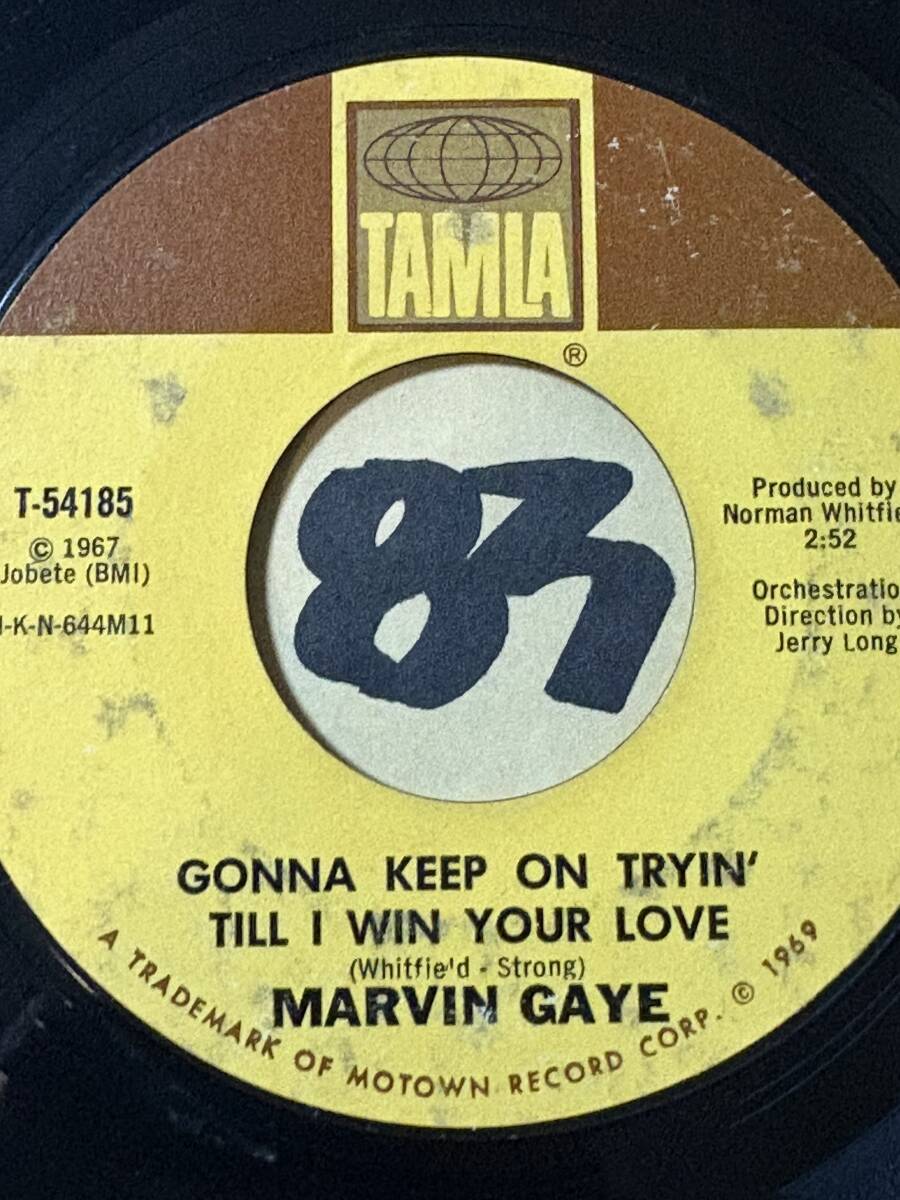 TAMLA
®
T-54185
© 1967
Jobete (BMI)
-K-N-644M11
Produced by
Norman Whitfie
2:52
Orchestratio
Direction by
Jerry Long
87
GONNA KEEP ON TRYIN'
TILL I WIN YOUR LOVE
(Whitfie'd - Strong)
MARVIN GAYE
A TRADEMARK OF MOTOWN RECORD CORP. © 1969